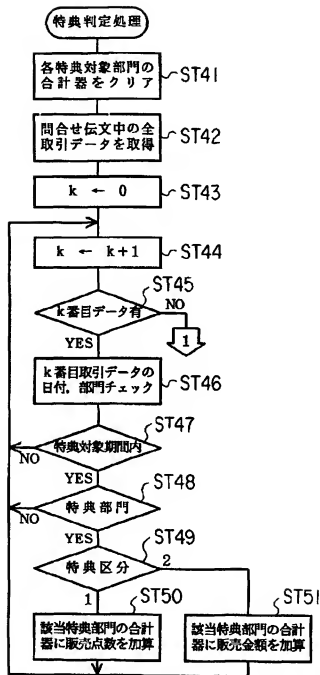 特典判定処理
各特典対象部門の
合計器をクリア
ST41
問合せ伝文中の全
取引データを取得
ST42
k ← 0
ST43
k ← k+1
ST44
ST45
k番目データ有
NO
1
YES
k番目取引データの
日付,部門チェック
ST46
ST47
特典対象期間内
NO
YES
ST48
特典部門
NO
YES
ST49
特典区分
2
1
ST50
ST51
該当特典部門の合計
器に販売点数を加算
該当特典部門の合計
器に販売金額を加算